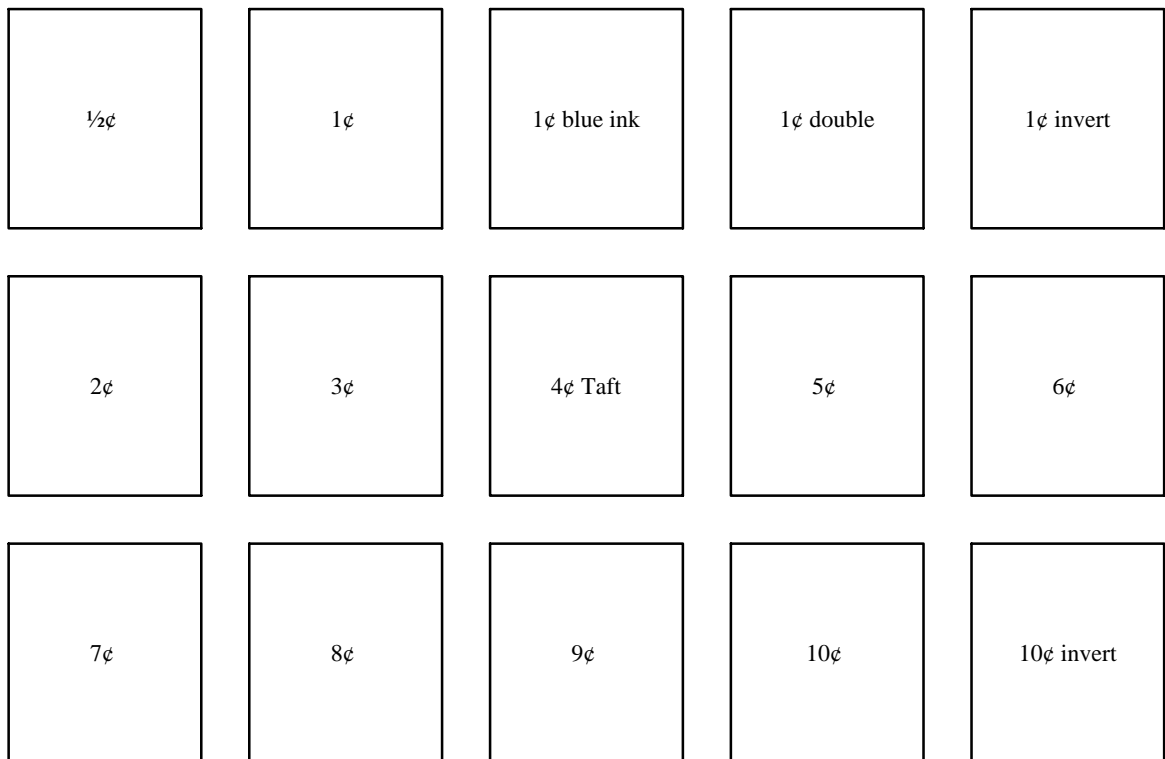 ½¢
1¢
1¢ blue ink
1¢ double
1¢ invert
2¢
3¢
4¢ Taft
5¢
6¢
7¢
8¢
9¢
10¢
10¢ invert